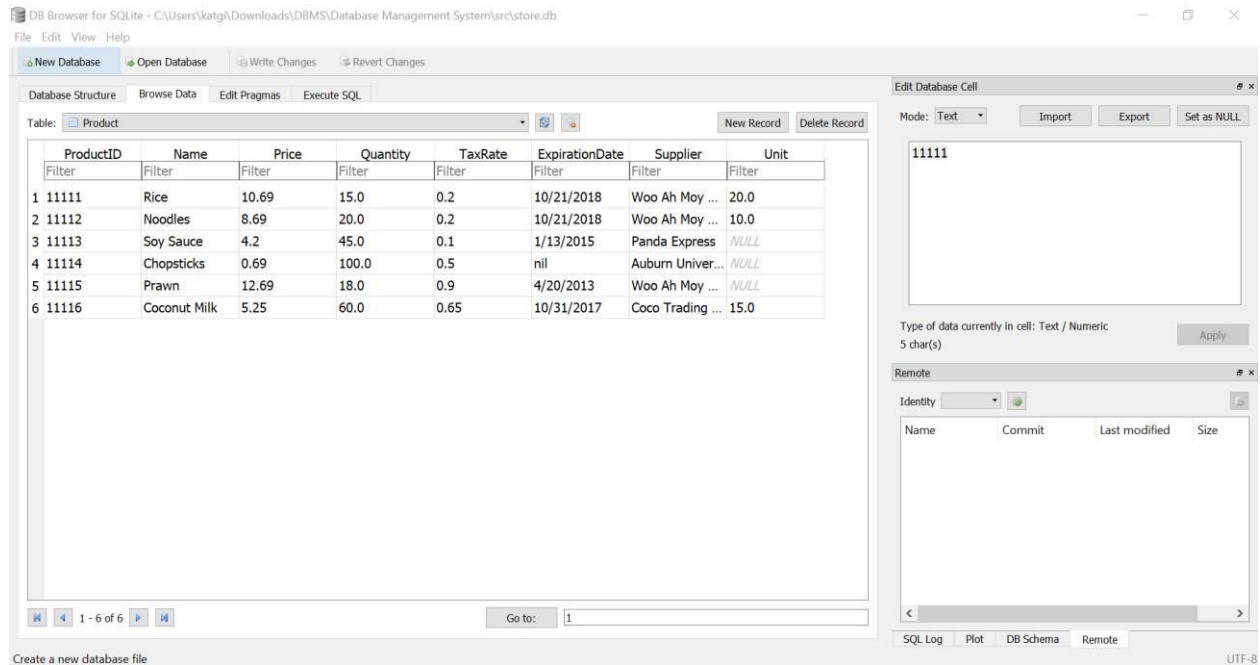 DB Browser for SQLite - C:\Users\katgi\Downloads\DBMS\Database Management System\src\store.db
File Edit View Help
New Database Open Database Write Changes Revert Changes
Database Structure Browse Data Edit Pragmas Execute SQL
Table: Product New Record Delete Record
ProductID Name Price Quantity TaxRate ExpirationDate Supplier Unit
Filter Filter Filter Filter Filter Filter Filter Filter
1 11111 Rice 10.69 15.0 0.2 10/21/2018 Woo Ah Moy ... 20.0
2 11112 Noodles 8.69 20.0 0.2 10/21/2018 Woo Ah Moy ... 10.0
3 11113 Soy Sauce 4.2 45.0 0.1 1/13/2015 Panda Express NULL
4 11114 Chopsticks 0.69 100.0 0.5 nil Auburn Univer... NULL
5 11115 Prawn 12.69 18.0 0.9 4/20/2013 Woo Ah Moy ... NULL
6 11116 Coconut Milk 5.25 60.0 0.65 10/31/2017 Coco Trading ... 15.0
1 - 6 of 6 Go to: 1
Edit Database Cell
Mode: Text Import Export Set as NULL
11111
Type of data currently in cell: Text / Numeric
5 char(s)
Apply
Remote
Identity
Name Commit Last modified Size
SQL Log Plot DB Schema Remote
Create a new database file UTF-8